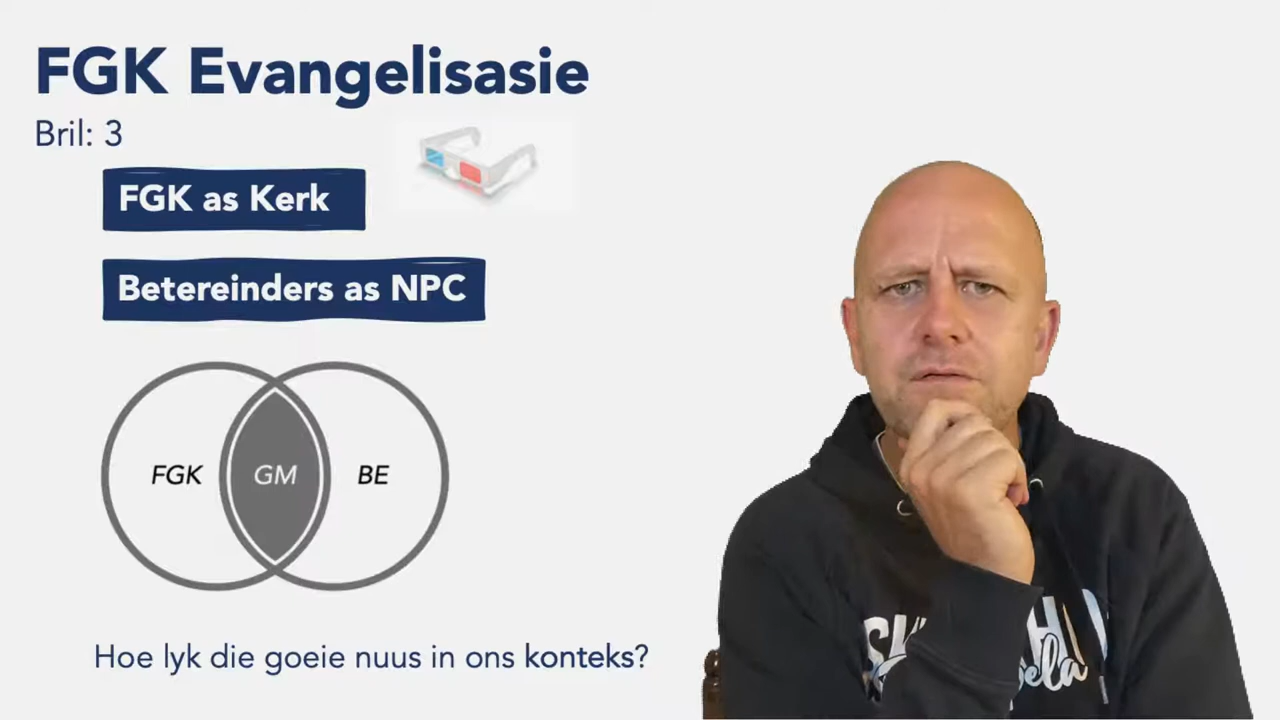 FGK Evangelisasie
Bril: 3
FGK as Kerk
Betereinders as NPC
FGK
GM
BE
Hoe lyk die goeie nuus in ons konteks?